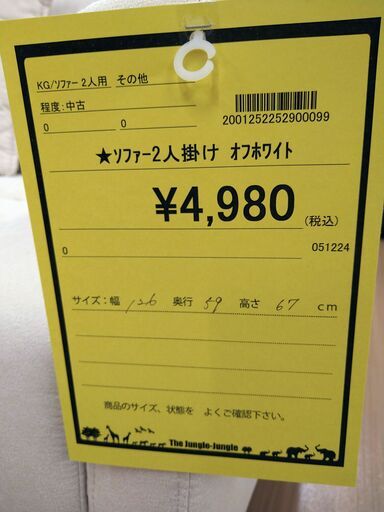 KG/ソファー 2人用 その他
程度:中古
0 0
2001252252900099
★ソファー2人掛け オフホワイト
¥4,980(税込)
0 051224
サイズ:幅 126 奥行 59 高さ 67 cm
商品のサイズ、状態を よくご確認下さい。
The Jungle-Jungle